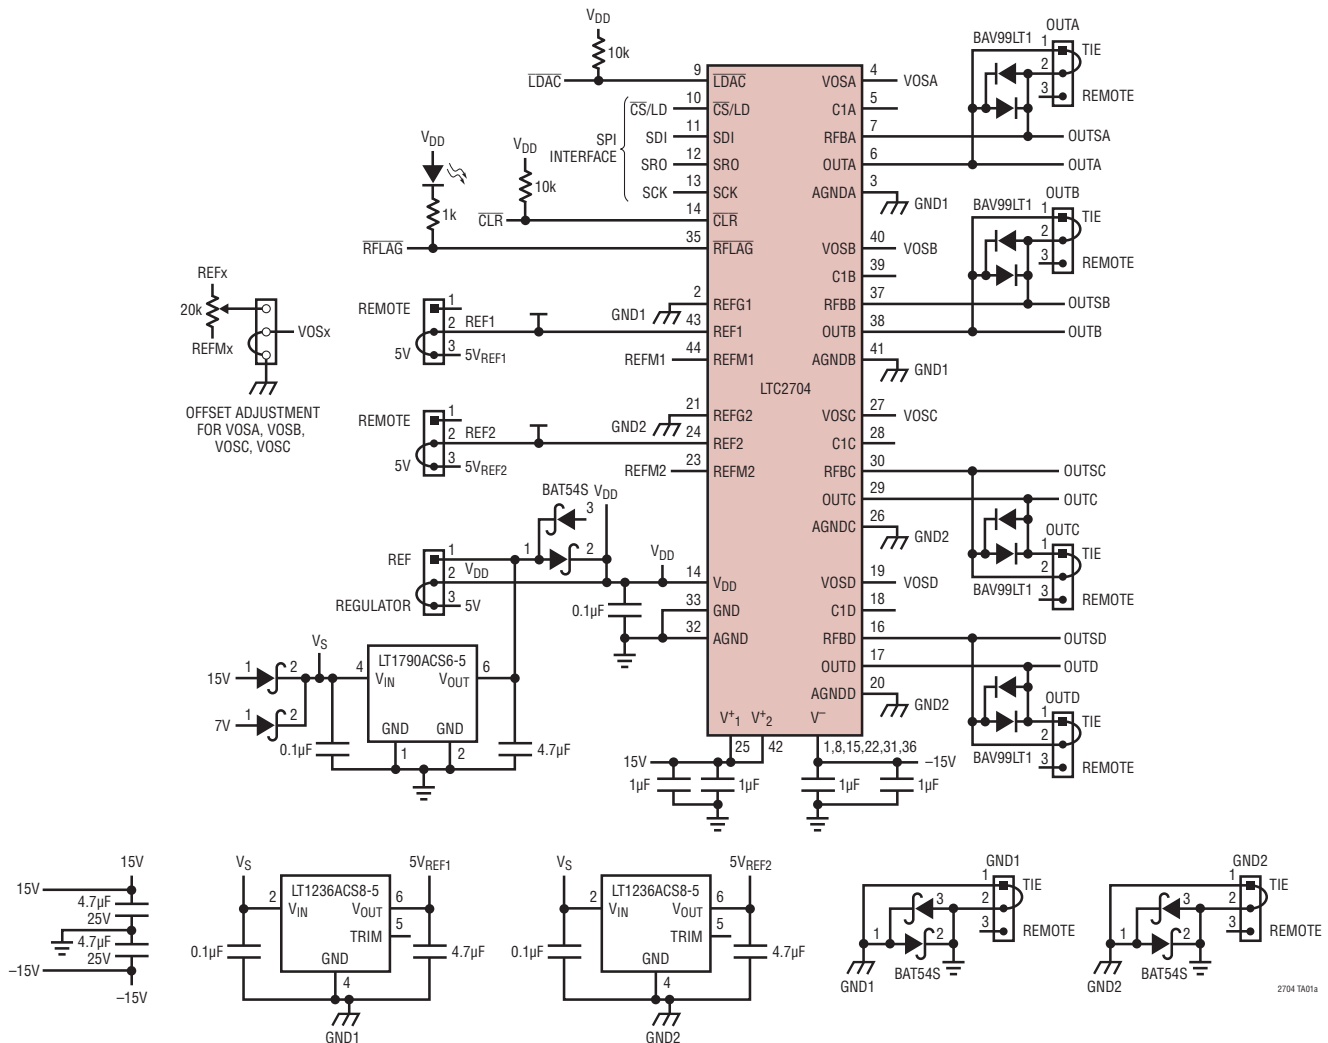 VDD
10k
LDAC
9
LDAC
10
CS/LD
CS/LD
11
SDI
SDI
12
SRO
SRO
13
SCK
SCK
SPI
INTERFACE
VDD
10k
14
CLR
CLR
VDD
1k
35
RFLAG
RFLAG
REFx
20k
REFMx
VOSx
OFFSET ADJUSTMENT
FOR VOSA, VOSB,
VOSC, VOSC
REMOTE
1
2
REF1
5V
3
5VREF1
GND1
2
REFG1
43
REF1
REFM1
44
REFM1
REMOTE
1
2
REF2
5V
3
5VREF2
GND2
21
REFG2
24
REF2
REFM2
23
REFM2
LTC2704
BAT54S
VDD
3
1
2
REF
1
2
VDD
REGULATOR
3
5V
VDD
0.1µF
14
VDD
33
GND
32
AGND
VS
15V
1
2
7V
1
2
0.1µF
4
LT1790ACS6-5
VIN
VOUT
6
GND
GND
1
2
4.7µF
V+1
V+2
V–
25
42
1,8,15,22,31,36
15V
–15V
1µF
1µF
1µF
1µF
VOSA
4
VOSA
C1A
5
RFBA
7
OUTSA
OUTA
6
OUTA
AGNDA
3
GND1
BAV99LT1
OUTA
1
TIE
2
3
REMOTE
VOSB
40
VOSB
C1B
39
RFBB
37
OUTSB
OUTB
38
OUTB
AGNDB
41
GND1
BAV99LT1
OUTB
1
TIE
2
3
REMOTE
VOSC
27
VOSC
C1C
28
RFBC
30
OUTSC
OUTC
29
OUTC
AGNDC
26
GND2
OUTC
1
TIE
2
BAV99LT1
3
REMOTE
VOSD
19
VOSD
C1D
18
RFBD
16
OUTSD
OUTD
17
OUTD
AGNDD
20
GND2
OUTD
1
TIE
2
BAV99LT1
3
REMOTE
15V
15V
4.7µF
25V
4.7µF
25V
–15V
–15V
VS
5VREF1
2
LT1236ACS8-5
VIN
VOUT
6
TRIM
5
GND
4
0.1µF
4.7µF
GND1
VS
5VREF2
2
LT1236ACS8-5
VIN
VOUT
6
TRIM
5
GND
4
0.1µF
4.7µF
GND2
GND1
1
TIE
3
2
1
2
3
REMOTE
BAT54S
GND1
GND2
1
TIE
3
2
1
2
3
REMOTE
BAT54S
GND2
2704 TA01a